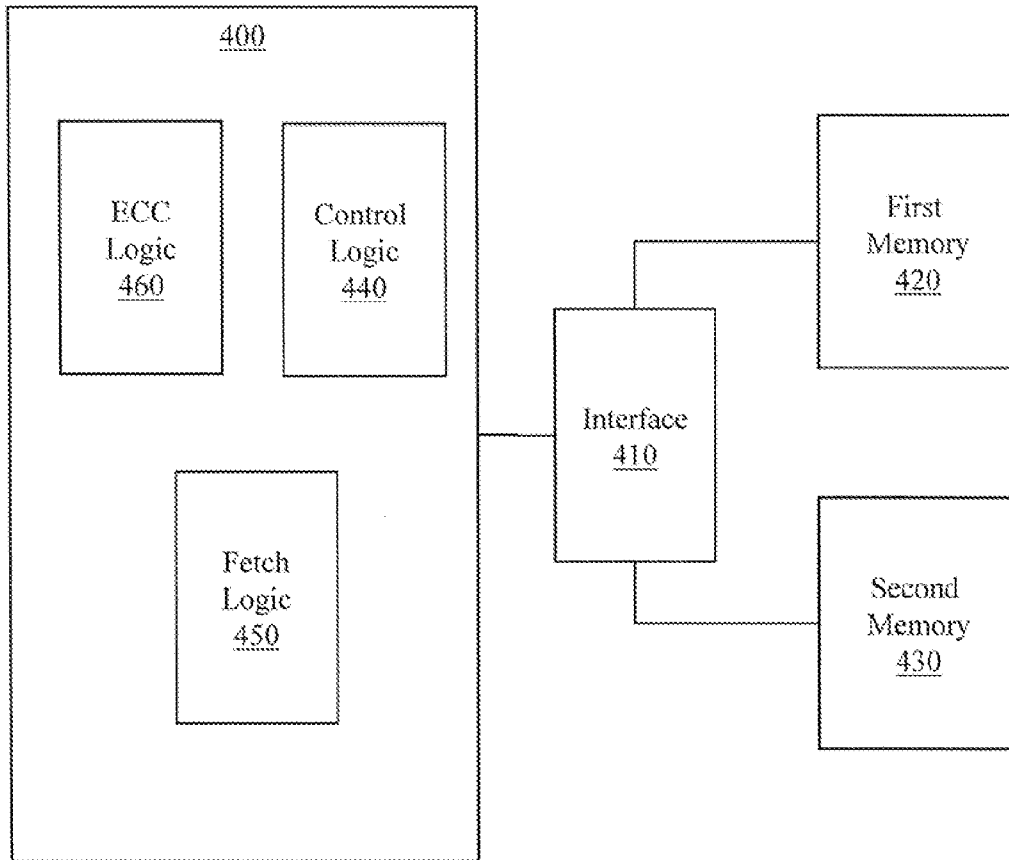 400
ECC
Logic
460
Control
Logic
440
Fetch
Logic
450
Interface
410
First
Memory
420
Second
Memory
430